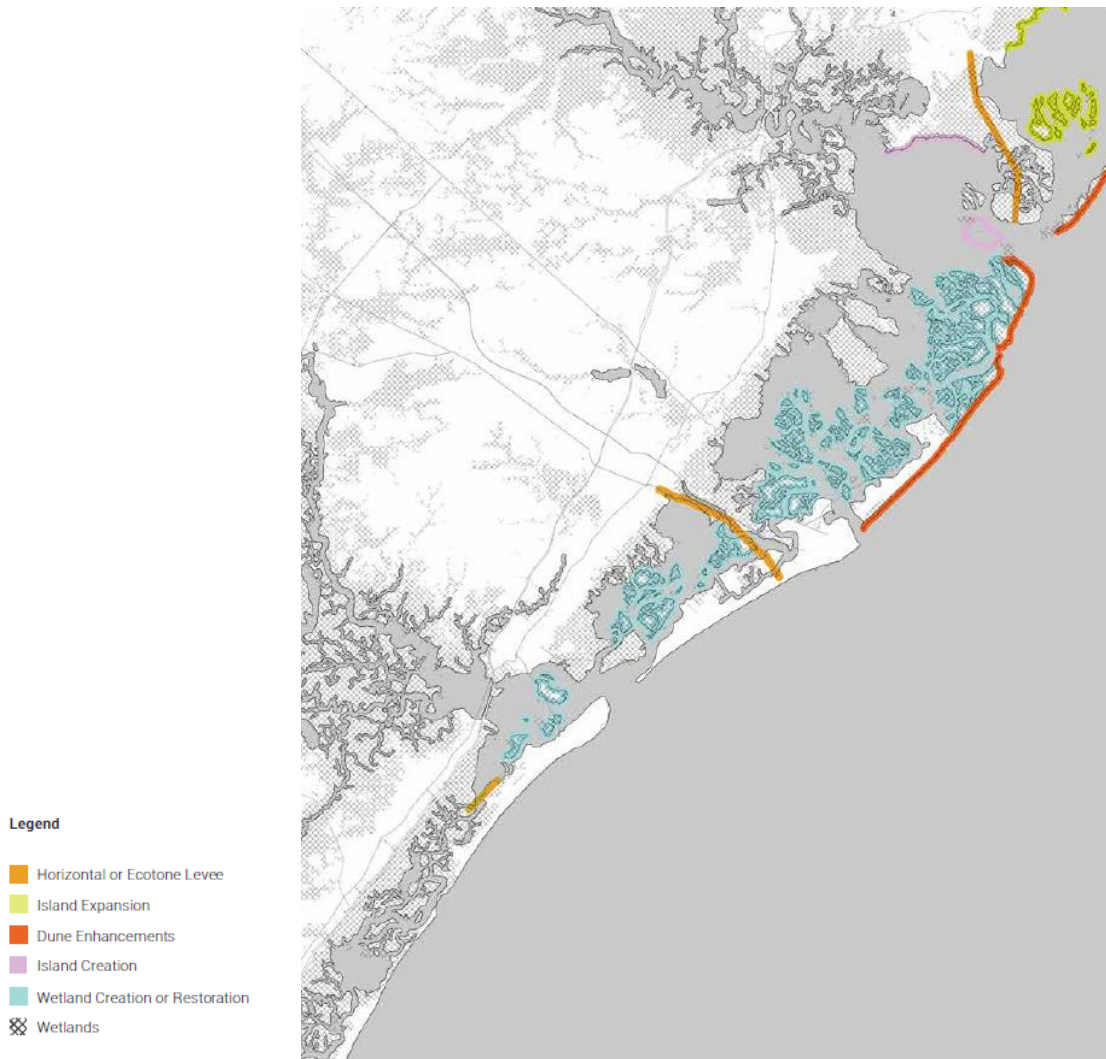 Legend
Horizontal or Ecotone Levee
Island Expansion
Dune Enhancements
Island Creation
Wetland Creation or Restoration
Wetlands